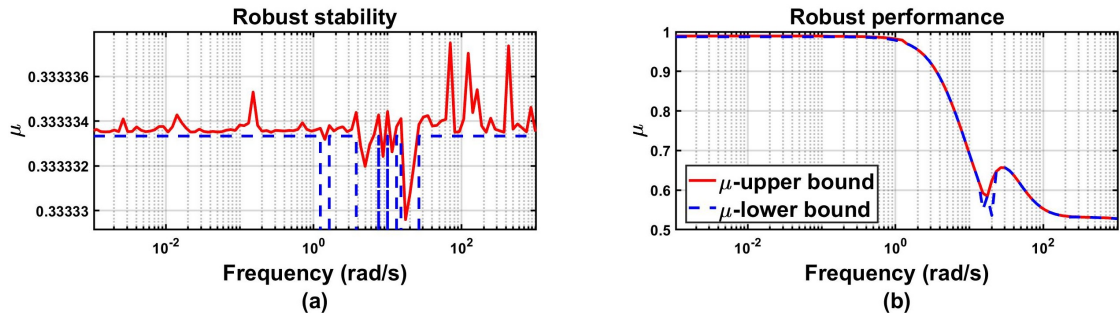 Robust stability
μ
0.333336
0.333334
0.333332
0.33333
10^-2
10^0
10^2
Frequency (rad/s)
(a)
Robust performance
μ
1
0.9
0.8
0.7
0.6
0.5
μ-upper bound
μ-lower bound
10^-2
10^0
10^2
Frequency (rad/s)
(b)